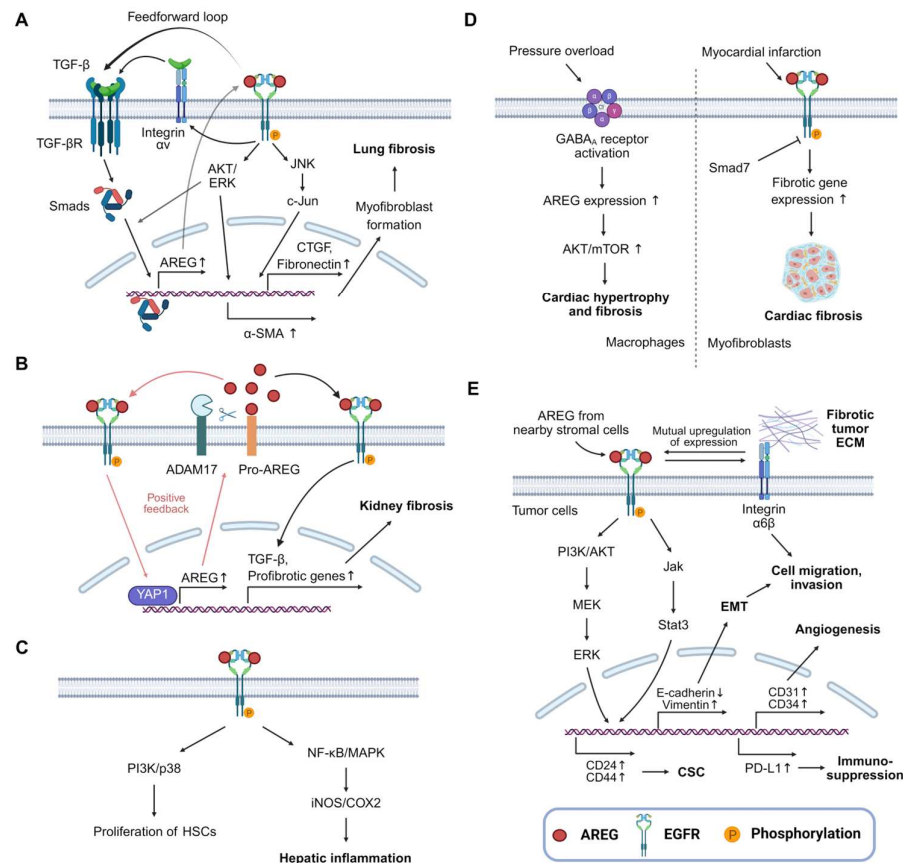 A
Feedforward loop
TGF-β
TGF-βR
Integrin
αv
P
Lung fibrosis
AKT/
ERK
JNK
c-Jun
Smads
Myofibroblast
formation
AREG↑
CTGF,
Fibronectin↑
α-SMA ↑
B
P
P
ADAM17
Pro-AREG
Positive
feedback
Kidney fibrosis
TGF-β,
Profibrotic genes↑
YAP1
AREG↑
C
P
PI3K/p38
NF-κB/MAPK
iNOS/COX2
Proliferation of HSCs
Hepatic inflammation
D
Pressure overload
α
β
β
γ
α
GABAA receptor
activation
AREG expression ↑
AKT/mTOR ↑
Cardiac hypertrophy
and fibrosis
Macrophages
Myocardial infarction
P
Smad7
Fibrotic gene
expression ↑
Cardiac fibrosis
Myofibroblasts
E
AREG from
nearby stromal cells
Mutual upregulation
of expression
Fibrotic
tumor
ECM
Tumor cells
P
Integrin
α6β
PI3K/AKT
Jak
Cell migration,
invasion
MEK
Stat3
EMT
ERK
Angiogenesis
E-cadherin↓
Vimentin↑
CD31↑
CD34↑
CD24↑
CD44↑
CSC
PD-L1↑
Immuno-
suppression
AREG
EGFR
P Phosphorylation